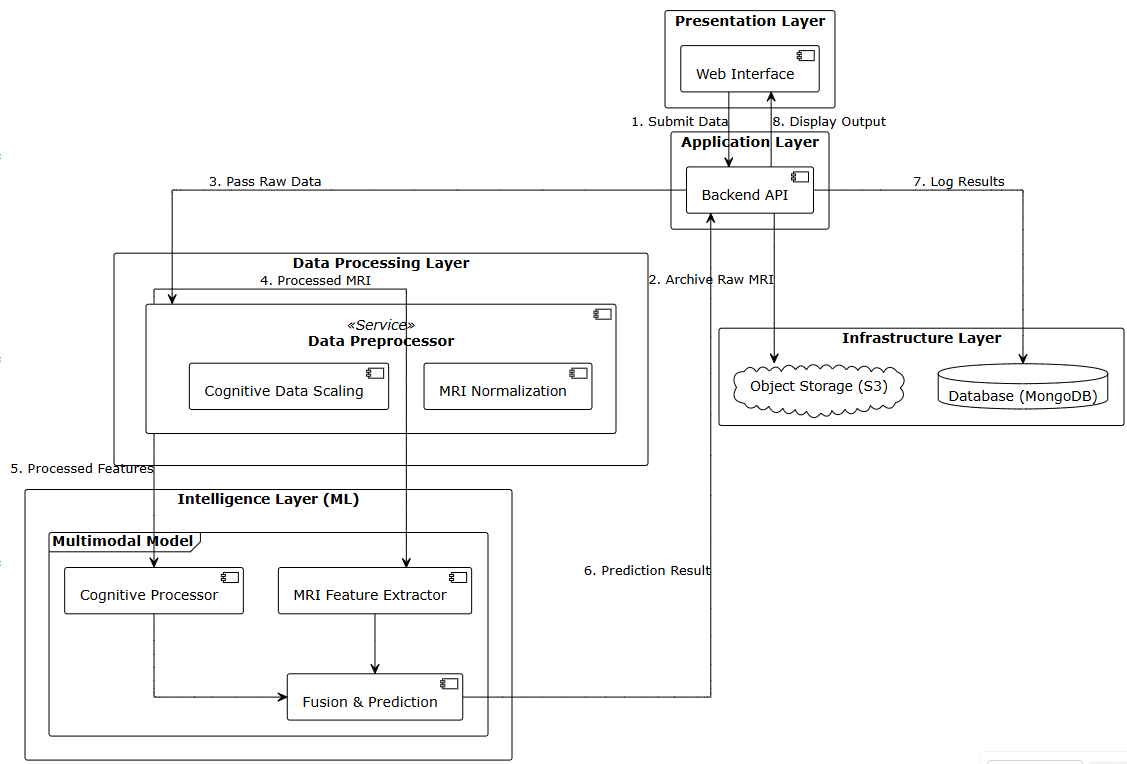 Presentation Layer
Web Interface
1. Submit Data
8. Display Output
Application Layer
Backend API
3. Pass Raw Data
7. Log Results
Data Processing Layer
4. Processed MRI
2. Archive Raw MRI
«Service»
Data Preprocessor
Cognitive Data Scaling
MRI Normalization
Infrastructure Layer
Object Storage (S3)
Database (MongoDB)
5. Processed Features
Intelligence Layer (ML)
Multimodal Model
Cognitive Processor
MRI Feature Extractor
6. Prediction Result
Fusion & Prediction